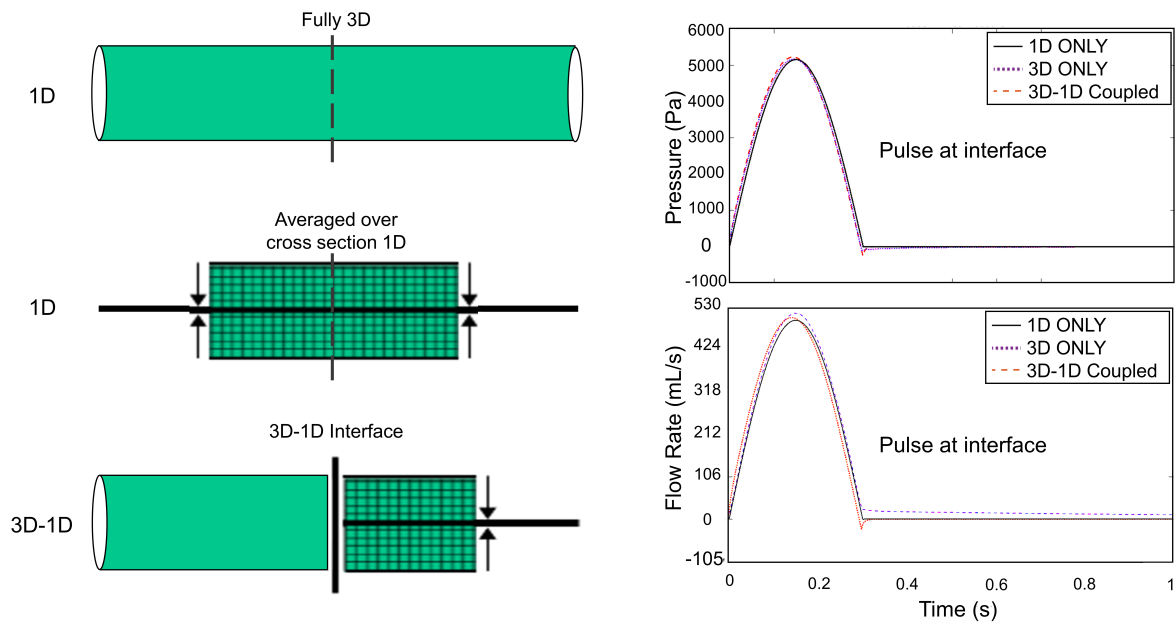 Fully 3D
1D
Averaged over
cross section 1D
1D
3D-1D Interface
3D-1D
6000
5000
4000
3000
2000
1000
0
-1000
Pressure (Pa)
1D ONLY
3D ONLY
3D-1D Coupled
Pulse at interface
530
424
318
212
106
0
-105
Flow Rate (mL/s)
1D ONLY
3D ONLY
3D-1D Coupled
Pulse at interface
0
0.2
0.4
0.6
0.8
1
Time (s)